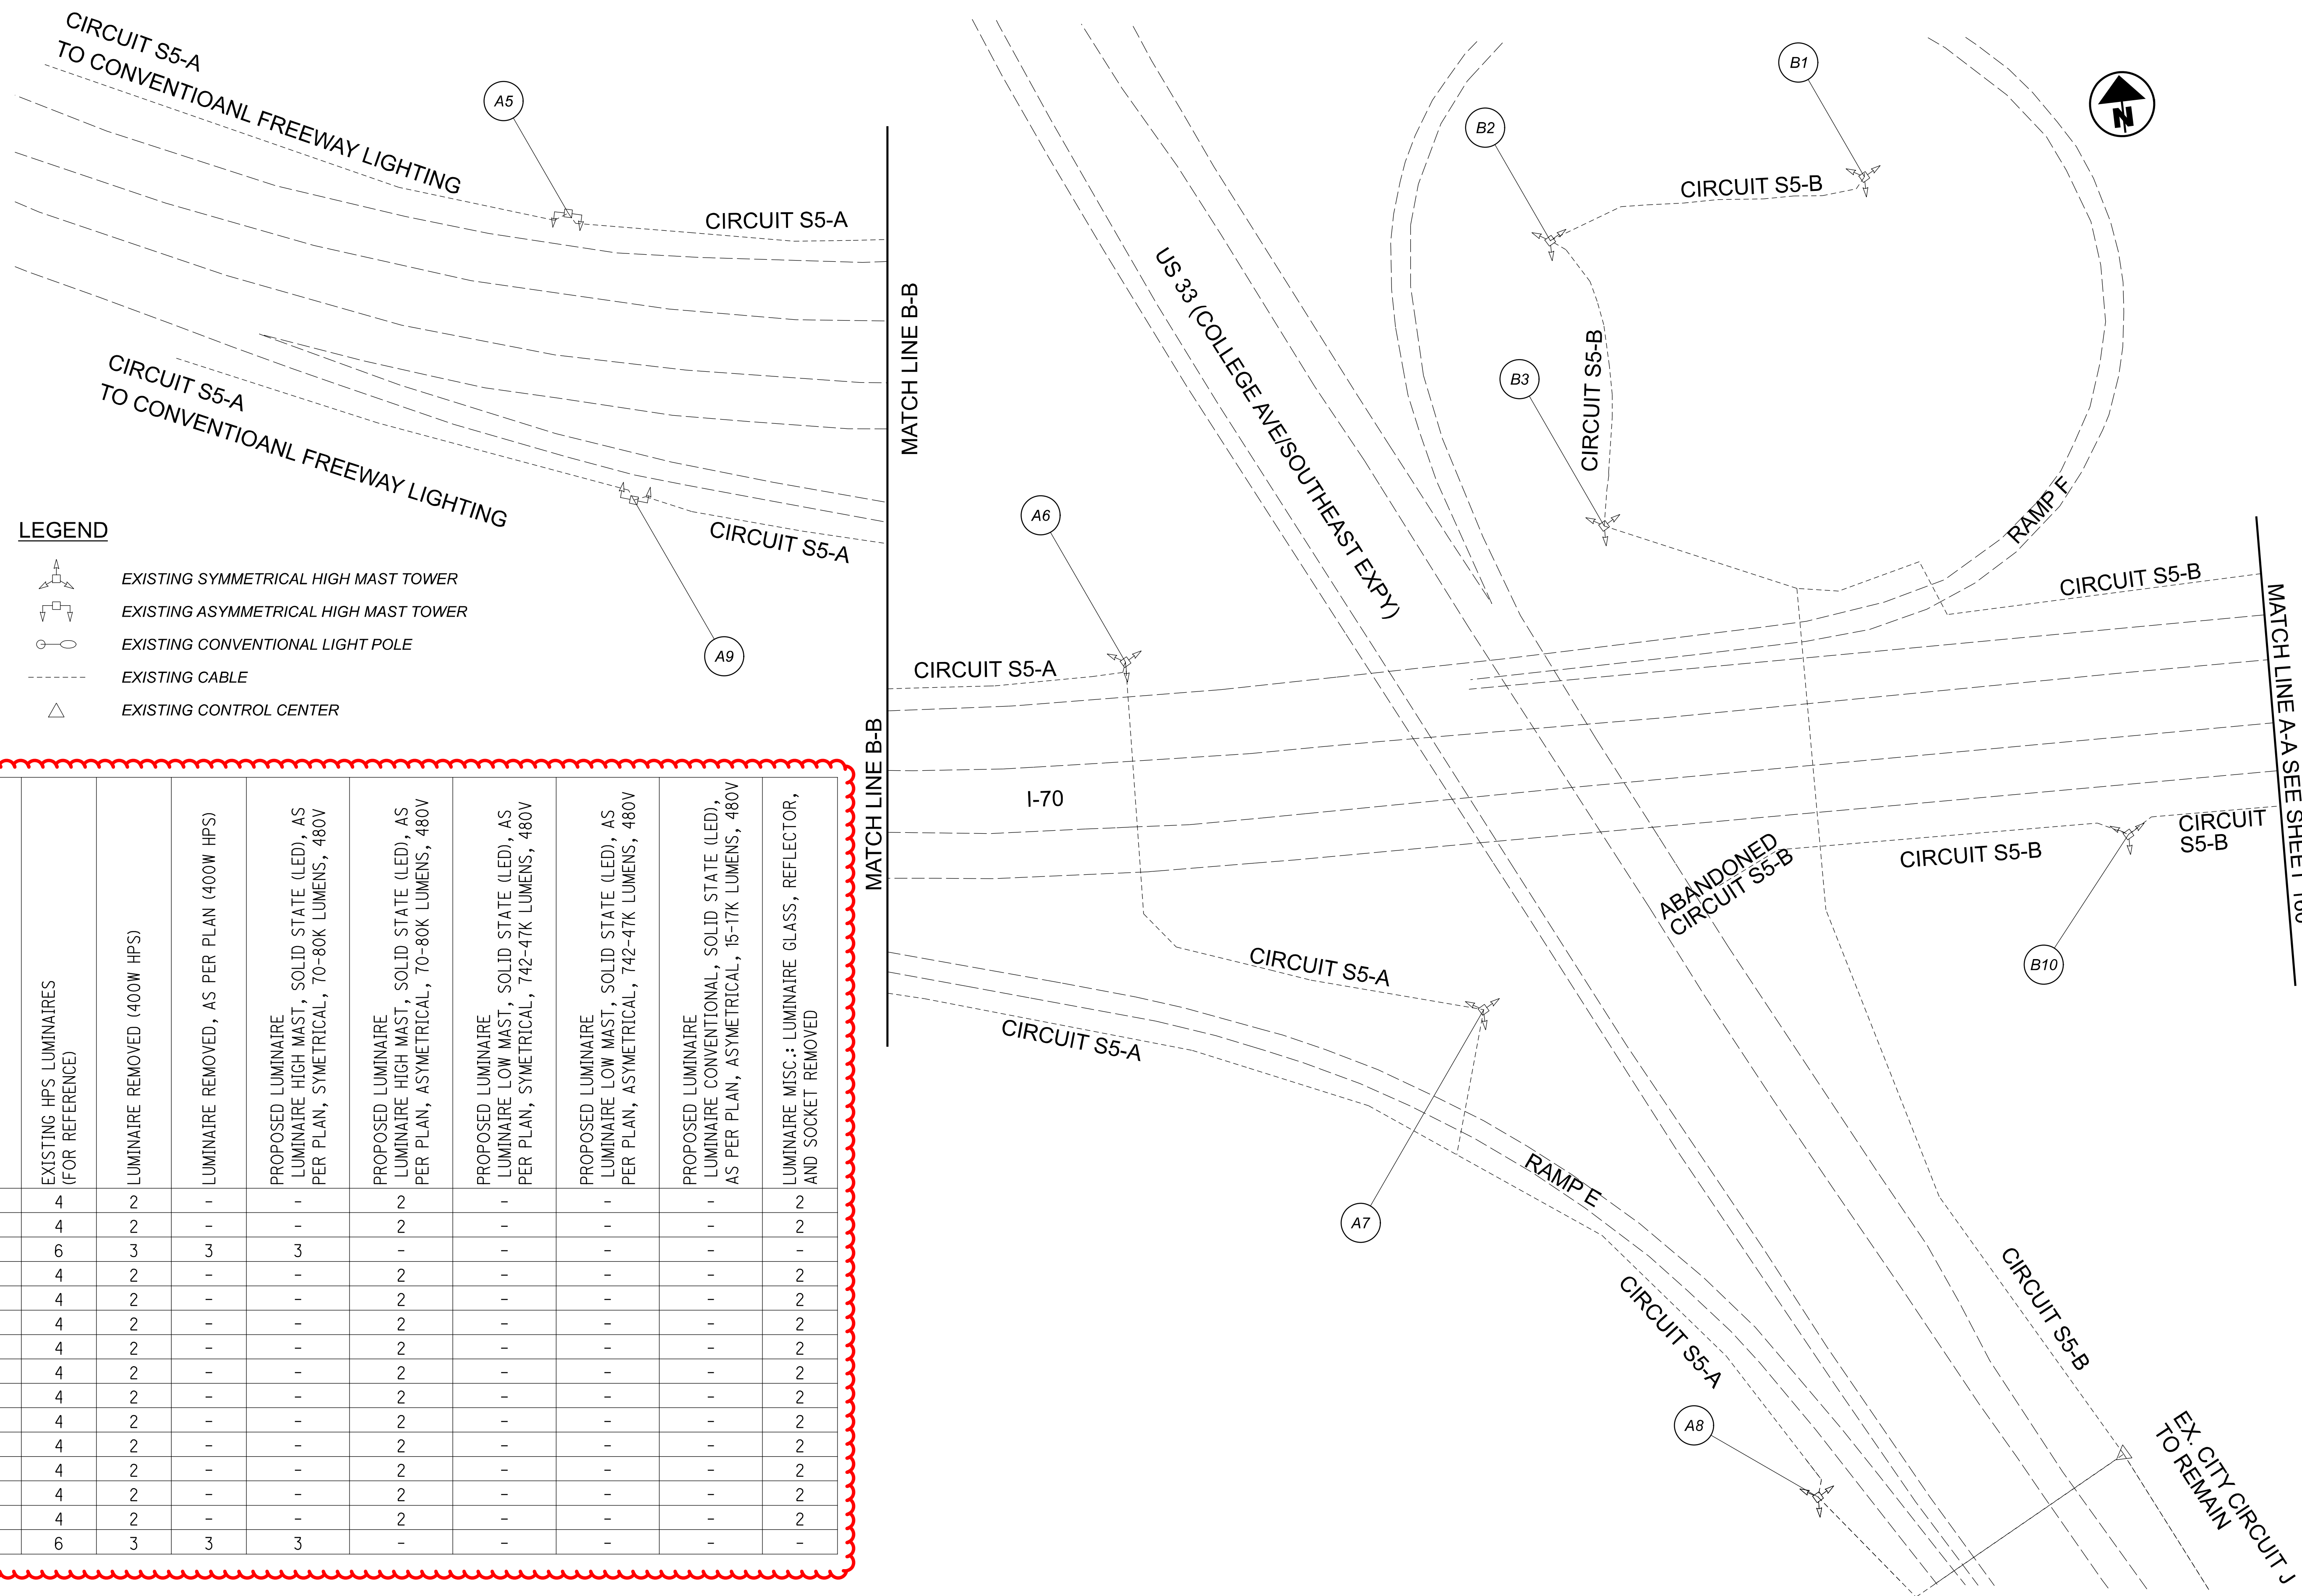 CIRCUIT S5-A
TO CONVENTIOANL FREEWAY LIGHTING
A5
CIRCUIT S5-A
MATCH LINE B-B
CIRCUIT S5-A
TO CONVENTIOANL FREEWAY LIGHTING
CIRCUIT S5-A
A9
LEGEND
EXISTING SYMMETRICAL HIGH MAST TOWER
EXISTING ASYMMETRICAL HIGH MAST TOWER
EXISTING CONVENTIONAL LIGHT POLE
EXISTING CABLE
EXISTING CONTROL CENTER
B1
B2
N
CIRCUIT S5-B
US 33 (COLLEGE AVE/SOUTHEAST EXPY)
B3
CIRCUIT S5-B
A6
RAMP F
CIRCUIT S5-B
MATCH LINE A-A SEE SHEET
CIRCUIT S5-A
MATCH LINE B-B
I-70
ABANDONED
CIRCUIT S5-B
CIRCUIT S5-B
CIRCUIT
S5-B
B10
CIRCUIT S5-A
CIRCUIT S5-A
RAMP E
A7
CIRCUIT S5-A
CIRCUIT S5-B
A8
EX. CITY CIRCUIT J
TO REMAIN
EXISTING HPS LUMINAIRES
(FOR REFERENCE)
LUMINAIRE REMOVED (400W HPS)
LUMINAIRE REMOVED, AS PER PLAN (400W HPS)
PROPOSED LUMINAIRE
LUMINAIRE HIGH MAST, SOLID STATE (LED), AS
PER PLAN, SYMETRICAL, 70-80K LUMENS, 480V
PROPOSED LUMINAIRE
LUMINAIRE HIGH MAST, SOLID STATE (LED), AS
PER PLAN, ASYMETRICAL, 70-80K LUMENS, 480V
PROPOSED LUMINAIRE
LUMINAIRE LOW MAST, SOLID STATE (LED), AS
PER PLAN, SYMETRICAL, 742-47K LUMENS, 480V
PROPOSED LUMINAIRE
LUMINAIRE LOW MAST, SOLID STATE (LED), AS
PER PLAN, ASYMETRICAL, 742-47K LUMENS, 480V
PROPOSED LUMINAIRE
LUMINAIRE CONVENTIONAL, SOLID STATE (LED),
AS PER PLAN, ASYMETRICAL, 15-17K LUMENS, 480V
LUMINAIRE MISC.: LUMINAIRE GLASS, REFLECTOR,
AND SOCKET REMOVED
4 2 - - 2 - - - 2
4 2 - - 2 - - - 2
6 3 3 3 - - - - -
4 2 - - 2 - - - 2
4 2 - - 2 - - - 2
4 2 - - 2 - - - 2
4 2 - - 2 - - - 2
4 2 - - 2 - - - 2
4 2 - - 2 - - - 2
4 2 - - 2 - - - 2
4 2 - - 2 - - - 2
4 2 - - 2 - - - 2
4 2 - - 2 - - - 2
4 2 - - 2 - - - 2
6 3 3 3 - - - - -